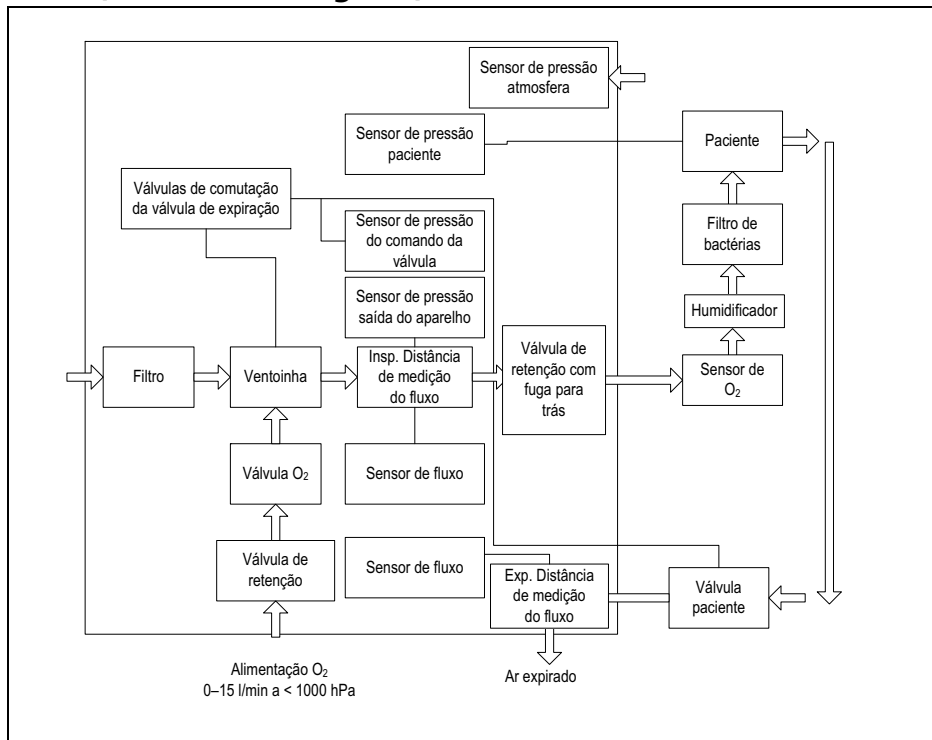 Sensor de pressão
atmosfera
Sensor de pressão
paciente
Paciente
Válvulas de comutação
da válvula de expiração
Sensor de pressão
do comando da
válvula
Filtro de
bactérias
Sensor de pressão
saída do aparelho
Humidificador
Filtro
Ventoinha
Insp. Distância
de medição
do fluxo
Válvula de
retenção com
fuga para
trás
Sensor de
O₂
Válvula O₂
Sensor de fluxo
Válvula de
retenção
Sensor de fluxo
Exp. Distância
de medição
do fluxo
Válvula
paciente
Alimentação O₂
0–15 l/min a < 1000 hPa
Ar expirado